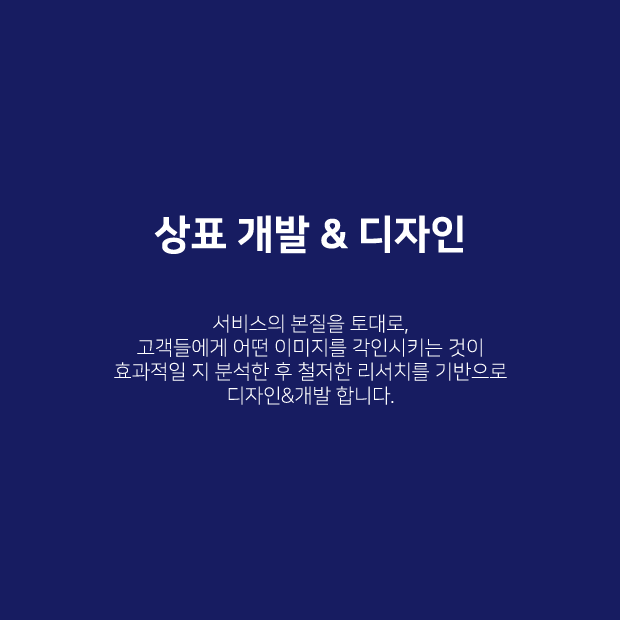 상표 개발 & 디자인
서비스의 본질을 토대로,
고객들에게 어떤 이미지를 각인시키는 것이
효과적일 지 분석한 후 철저한 리서치를 기반으로
디자인&개발 합니다.